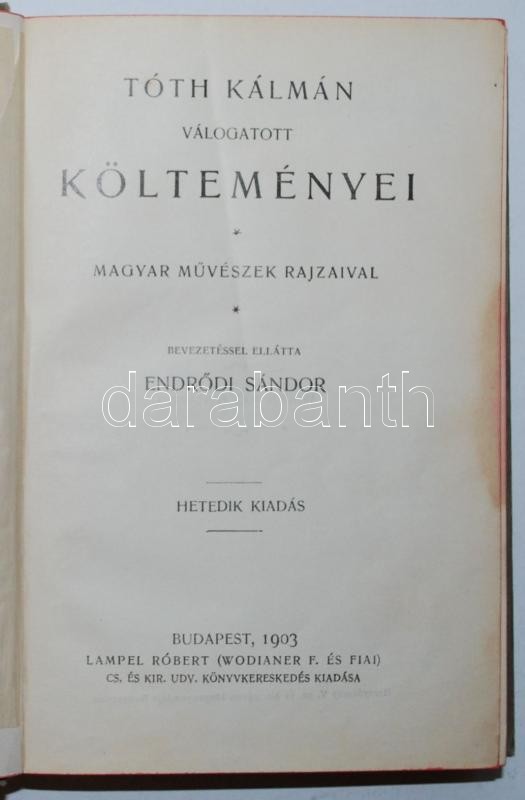 TÓTH KÁLMÁN
VÁLOGATOTT
KÖLTEMÉNYEI
*
MAGYAR MŰVÉSZEK RAJZAIVAL
*
BEVEZETÉSSEL ELLÁTTA
ENDRŐDI SÁNDOR
darabanth
HETEDIK KIADÁS
BUDAPEST, 1903
LAMPEL RÓBERT (WODIANER F. ÉS FIAI)
CS. ÉS KIR. UDV. KÖNYVKERESKEDÉS KIADÁSA